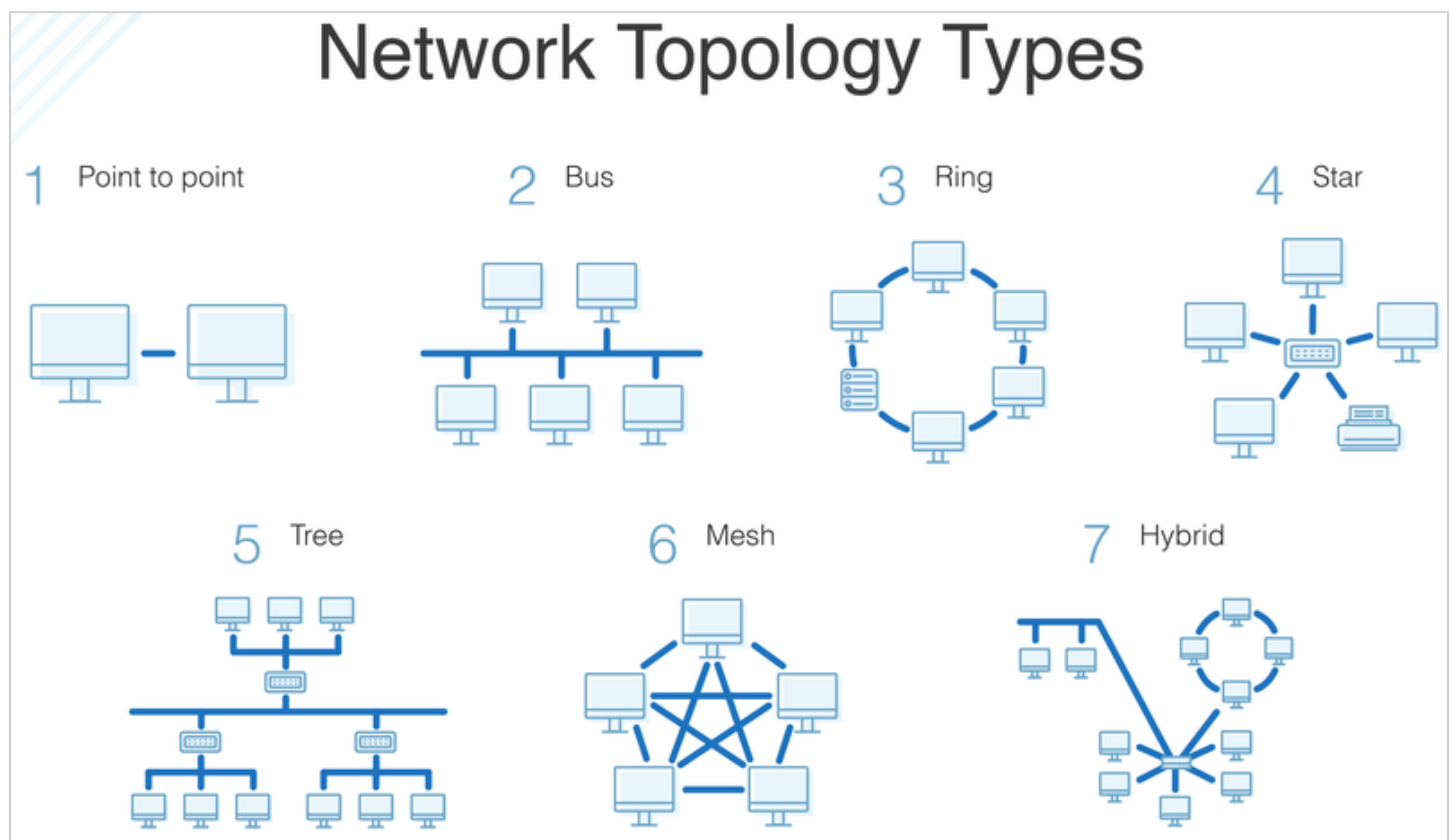 Network Topology Types
1 Point to point
2 Bus
3 Ring
4 Star
5 Tree
6 Mesh
7 Hybrid